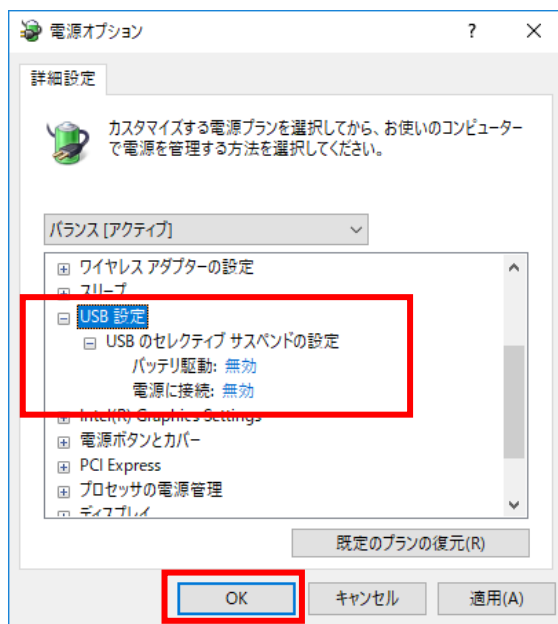 電源オプション
?
詳細設定
カスタマイズする電源プランを選択してから、お使いのコンピューター
で電源を管理する方法を選択してください。
バランス [アクティブ]
ワイヤレス アダプターの設定
スリープ
USB 設定
USB のセレクティブ サスペンドの設定
バッテリ駆動: 無効
電源に接続: 無効
Intel(R) Graphics Settings
電源ボタンとカバー
PCI Express
プロセッサの電源管理
ディスプレイ
既定のプランの復元(R)
OK
キャンセル
適用(A)